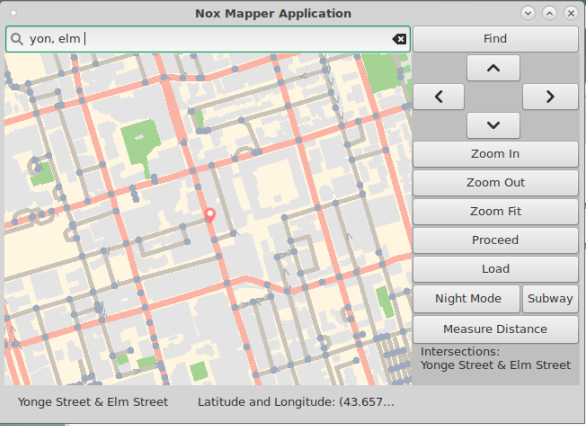 Nox Mapper Application
yon, elm
Find
Zoom In
Zoom Out
Zoom Fit
Proceed
Load
Night Mode
Subway
Measure Distance
Intersections:
Yonge Street & Elm Street
Yonge Street & Elm Street
Latitude and Longitude: (43.657...